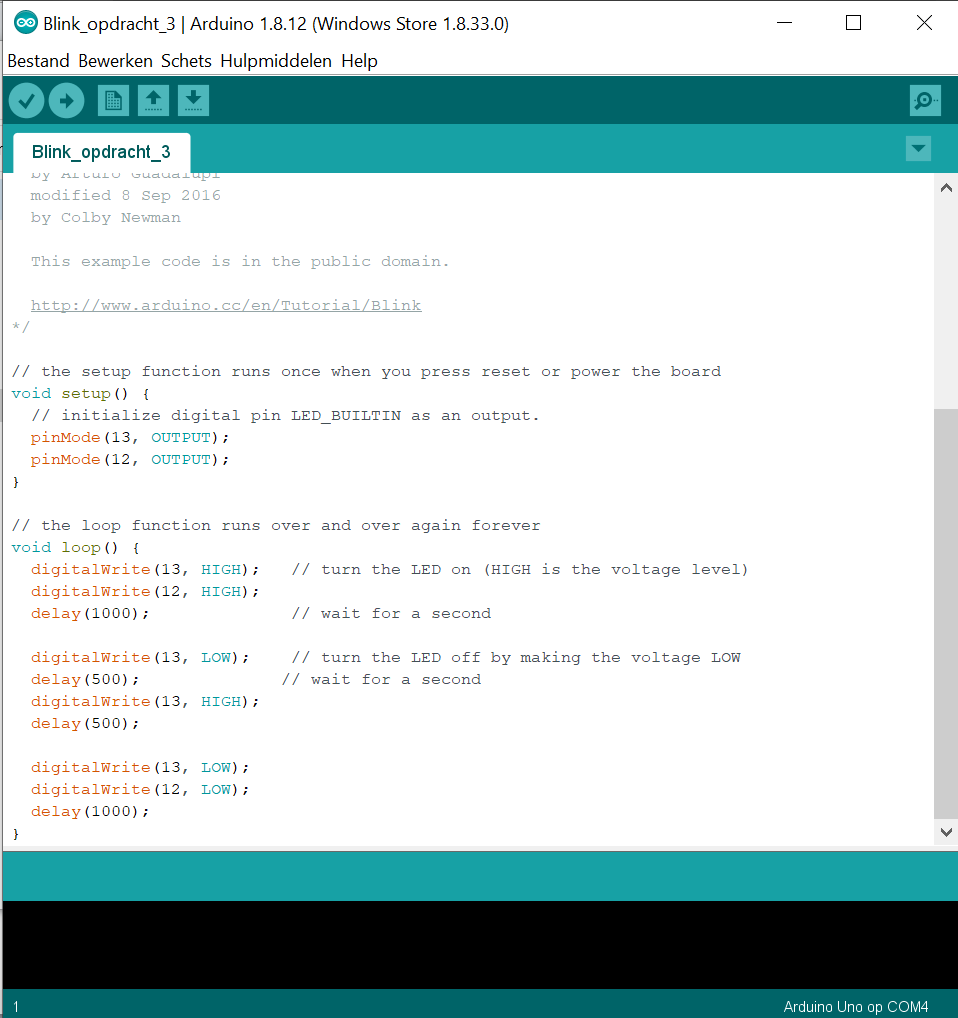 Blink_opdracht_3 | Arduino 1.8.12 (Windows Store 1.8.33.0)
Bestand Bewerken Schets Hulpmiddelen Help
Blink_opdracht_3
by Arturo Guadalupi
modified 8 Sep 2016
by Colby Newman
This example code is in the public domain.
http://www.arduino.cc/en/Tutorial/Blink
*/
// the setup function runs once when you press reset or power the board
void setup() {
// initialize digital pin LED_BUILTIN as an output.
pinMode(13, OUTPUT);
pinMode(12, OUTPUT);
}
// the loop function runs over and over again forever
void loop() {
digitalWrite(13, HIGH); // turn the LED on (HIGH is the voltage level)
digitalWrite(12, HIGH);
delay(1000); // wait for a second
digitalWrite(13, LOW); // turn the LED off by making the voltage LOW
delay(500); // wait for a second
digitalWrite(13, HIGH);
delay(500);
digitalWrite(13, LOW);
digitalWrite(12, LOW);
delay(1000);
}
1
Arduino Uno op COM4